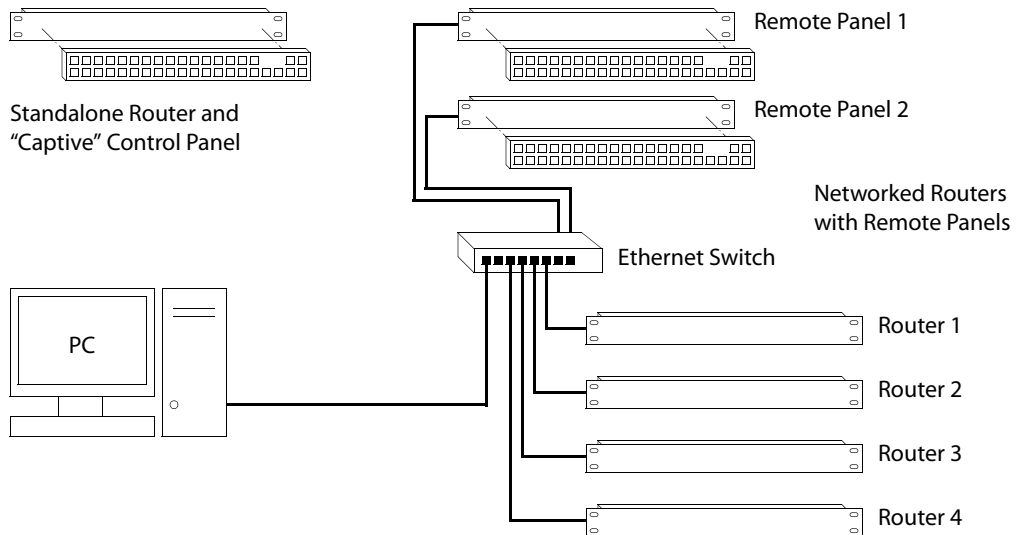 Remote Panel 1
Standalone Router and
“Captive” Control Panel
Remote Panel 2
Networked Routers
with Remote Panels
Ethernet Switch
PC
Router 1
Router 2
Router 3
Router 4